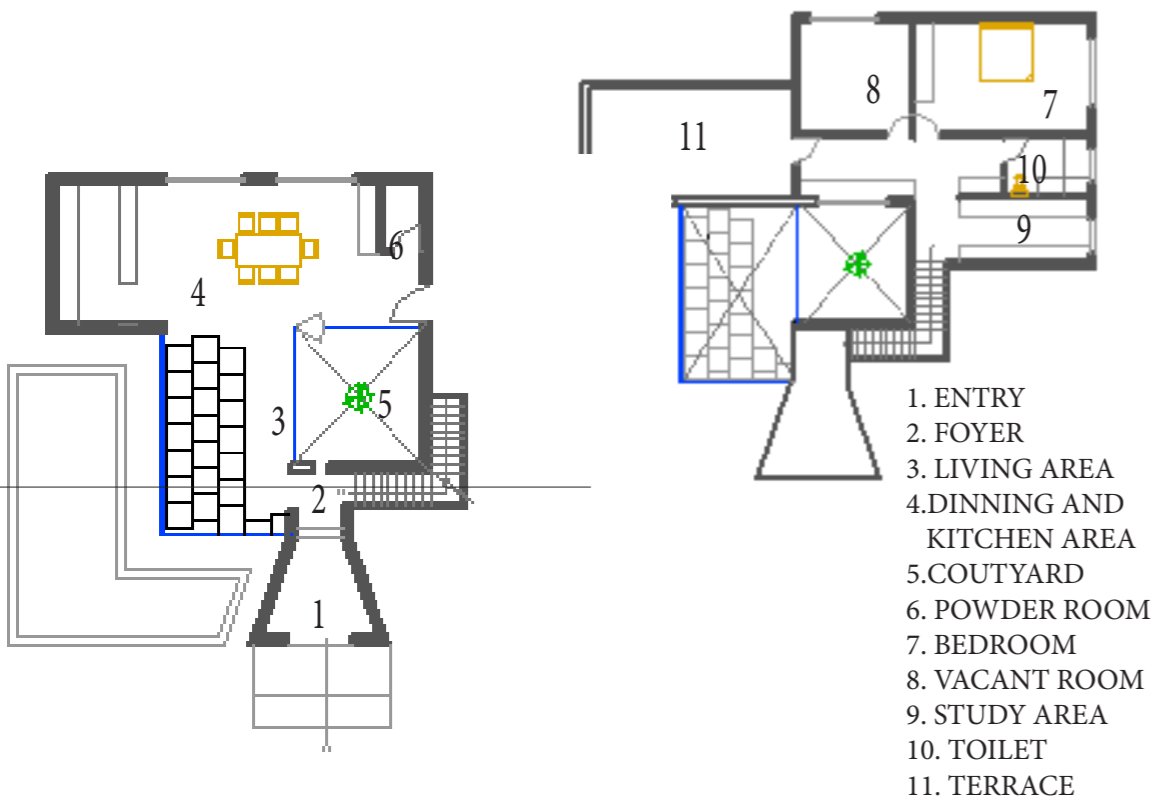 8
7
11
10
9
6
4
3
5
2
1
1. ENTRY
2. FOYER
3. LIVING AREA
4.DINNING AND
KITCHEN AREA
5.COUTYARD
6. POWDER ROOM
7. BEDROOM
8. VACANT ROOM
9. STUDY AREA
10. TOILET
11. TERRACE